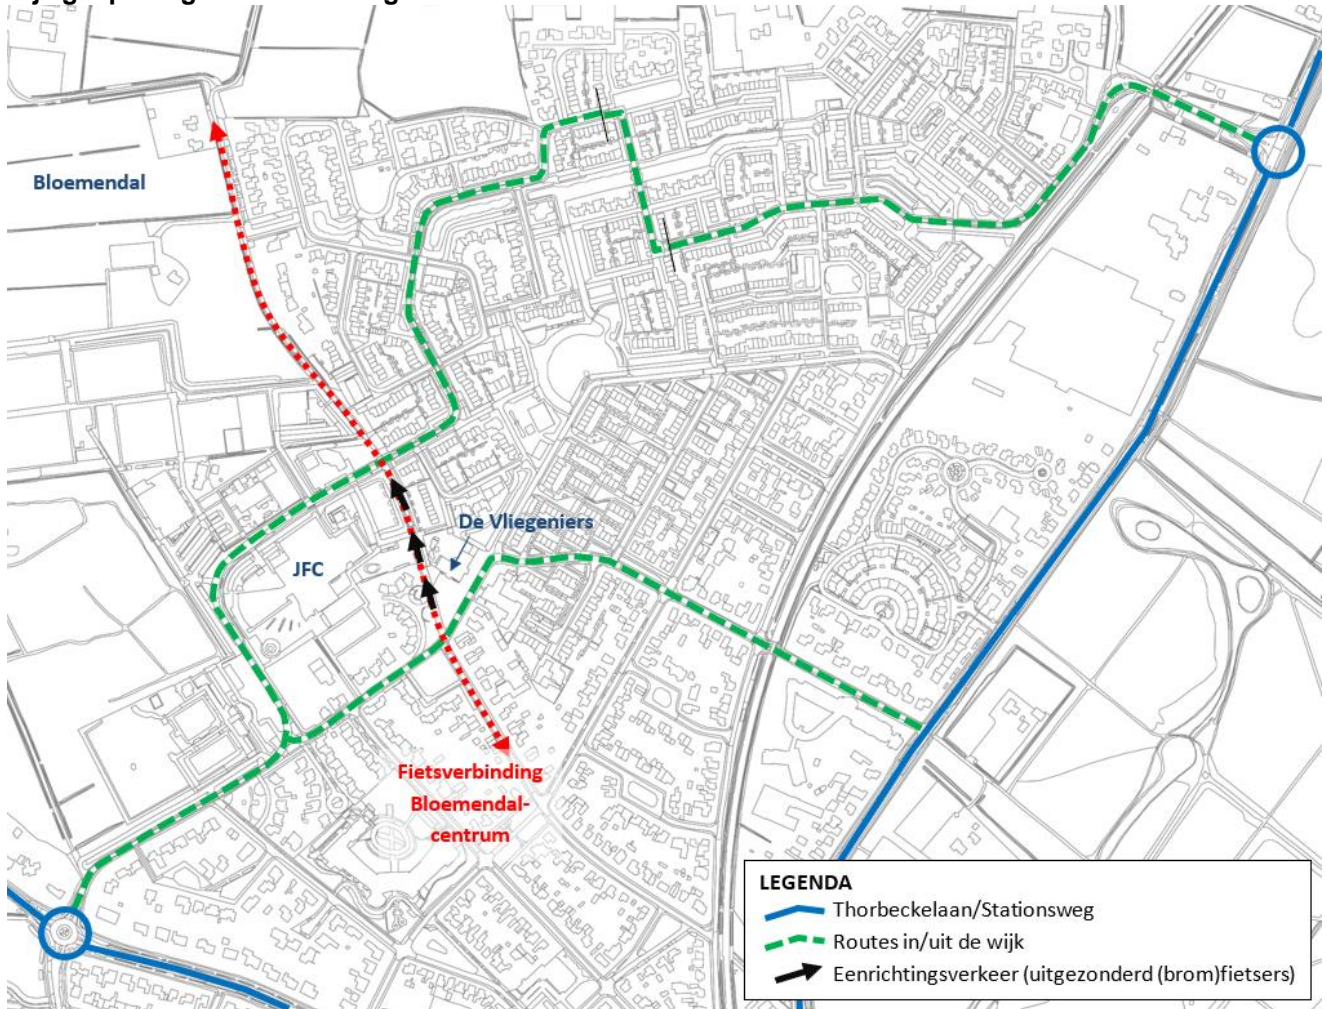 Bloemendal
De Vliegeniers
JFC
Fietsverbinding
Bloemendal-
centrum
LEGENDA
Thorbeckelaan/Stationsweg
Routes in/uit de wijk
Eenrichtingsverkeer (uitgezonderd (brom)fietsers)